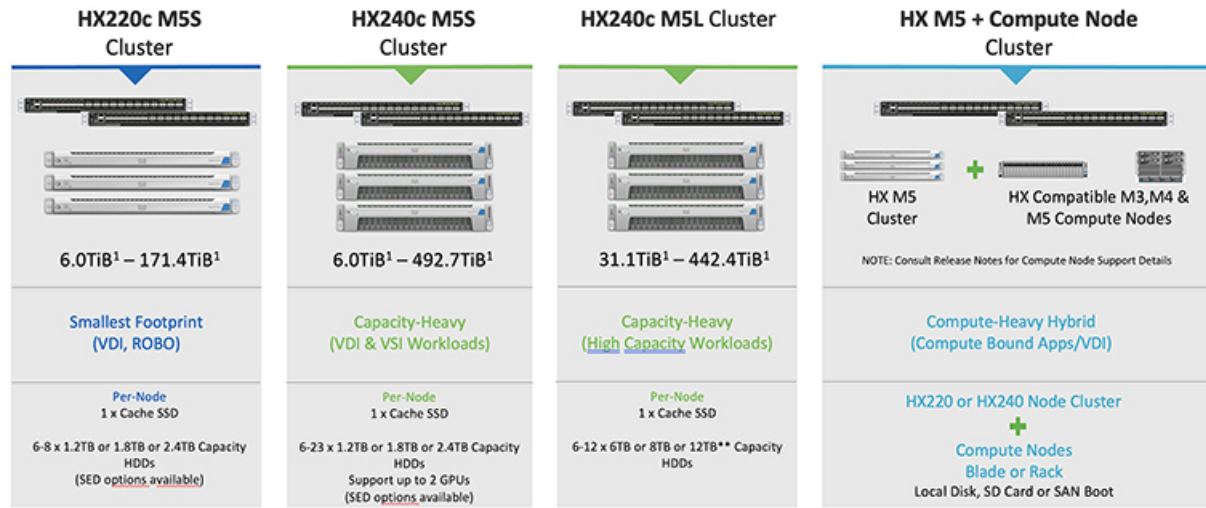 HX220c M5S
Cluster
6.0TiB¹ – 171.4TiB¹
Smallest Footprint
(VDI, ROBO)
Per-Node
1 x Cache SSD
6-8 x 1.2TB or 1.8TB or 2.4TB Capacity
HDDs
(SED options available)
HX240c M5S
Cluster
6.0TiB¹ – 492.7TiB¹
Capacity-Heavy
(VDI & VSI Workloads)
Per-Node
1 x Cache SSD
6-23 x 1.2TB or 1.8TB or 2.4TB Capacity
HDDs
Support up to 2 GPUs
(SED options available)
HX240c M5L Cluster
31.1TiB¹ – 442.4TiB¹
Capacity-Heavy
(High Capacity Workloads)
Per-Node
1 x Cache SSD
6-12 x 6TB or 8TB or 12TB** Capacity
HDDs
HX M5 + Compute Node
Cluster
HX M5
Cluster
+
HX Compatible M3,M4 &
M5 Compute Nodes
NOTE: Consult Release Notes for Compute Node Support Details
Compute-Heavy Hybrid
(Compute Bound Apps/VDI)
HX220 or HX240 Node Cluster
+
Compute Nodes
Blade or Rack
Local Disk, SD Card or SAN Boot